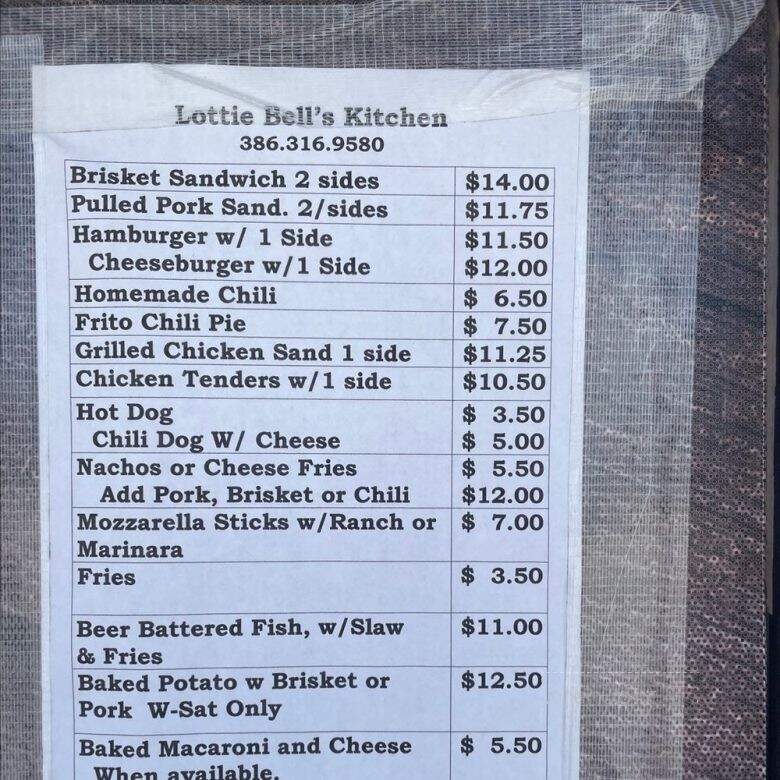 Lottie Bell's Kitchen
386.316.9580
Brisket Sandwich 2 sides $14.00
Pulled Pork Sand. 2/sides $11.75
Hamburger w/ 1 Side $11.50
Cheeseburger w/1 Side $12.00
Homemade Chili $ 6.50
Frito Chili Pie $ 7.50
Grilled Chicken Sand 1 side $11.25
Chicken Tenders w/1 side $10.50
Hot Dog $ 3.50
Chili Dog W/ Cheese $ 5.00
Nachos or Cheese Fries $ 5.50
Add Pork, Brisket or Chili $12.00
Mozzarella Sticks w/Ranch or $ 7.00
Marinara
Fries $ 3.50
Beer Battered Fish, w/Slaw $11.00
& Fries
Baked Potato w Brisket or $12.50
Pork W-Sat Only
Baked Macaroni and Cheese $ 5.50
When available.